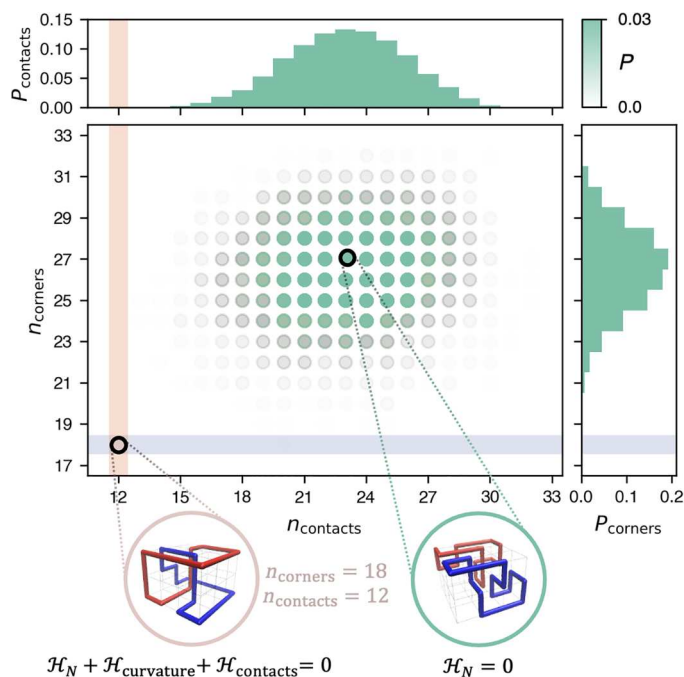 0.15
0.10
0.05
0.00
P_contacts
0.03
P
0.0
33
31
29
27
25
23
21
19
17
n_corners
12 15 18 21 24 27 30 33
n_contacts
0.0 0.1 0.2
P_corners
n_corners = 18
n_contacts = 12
ℋ_N + ℋ_curvature + ℋ_contacts = 0
ℋ_N = 0